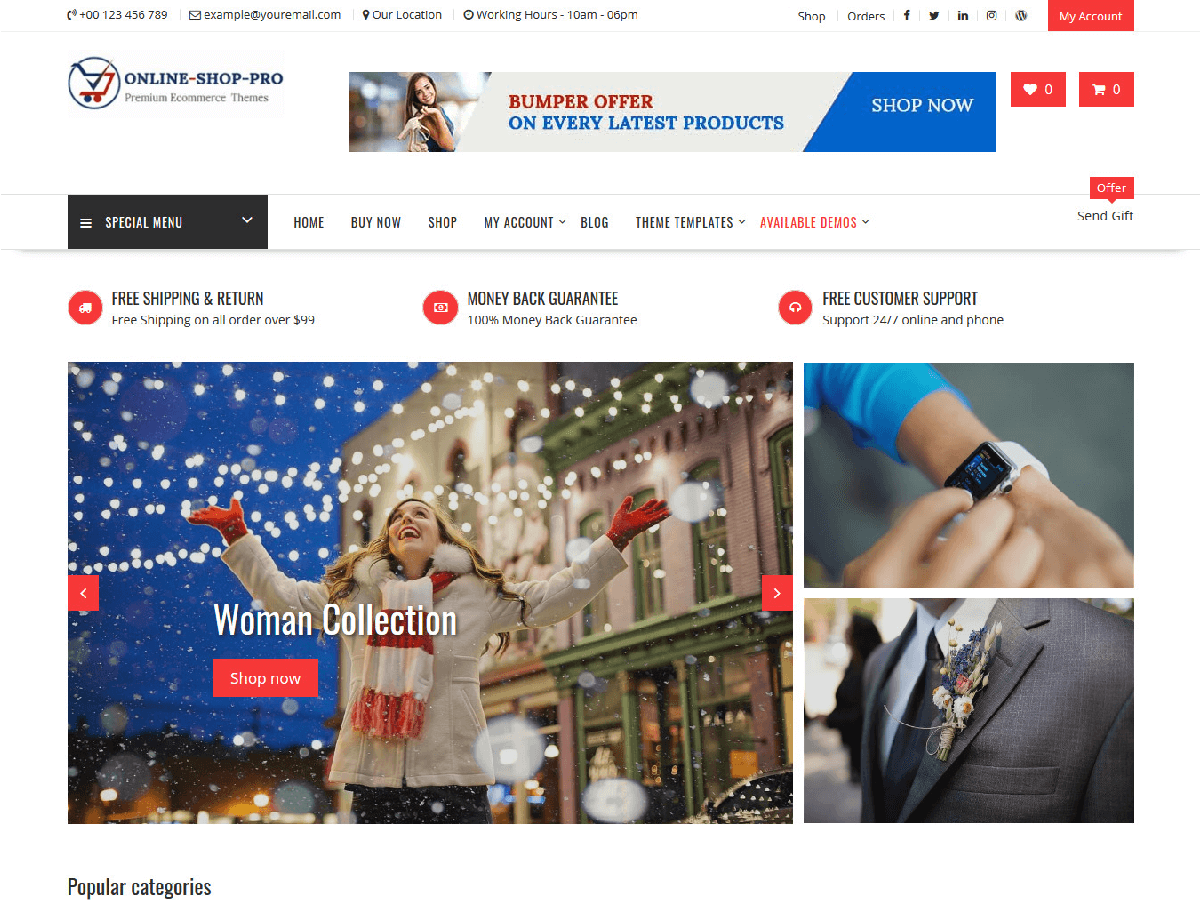 +00 123 456 789 example@youremail.com Our Location Working Hours - 10am - 06pm Shop Orders My Account
ONLINE-SHOP-PRO
Premium Ecommerce Themes
BUMPER OFFER
ON EVERY LATEST PRODUCTS
SHOP NOW
0 0
Offer
SPECIAL MENU HOME BUY NOW SHOP MY ACCOUNT BLOG THEME TEMPLATES AVAILABLE DEMOS Send Gift
FREE SHIPPING & RETURN
Free Shipping on all order over $99
MONEY BACK GUARANTEE
100% Money Back Guarantee
FREE CUSTOMER SUPPORT
Support 24/7 online and phone
Woman Collection
Shop now
Popular categories